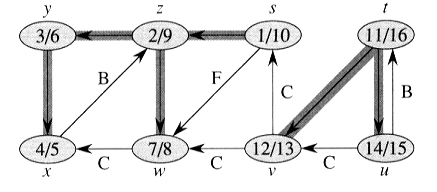 y z s t
3/6 2/9 1/10 11/16
B F C B
4/5 7/8 12/13 14/15
C C C
x w v u